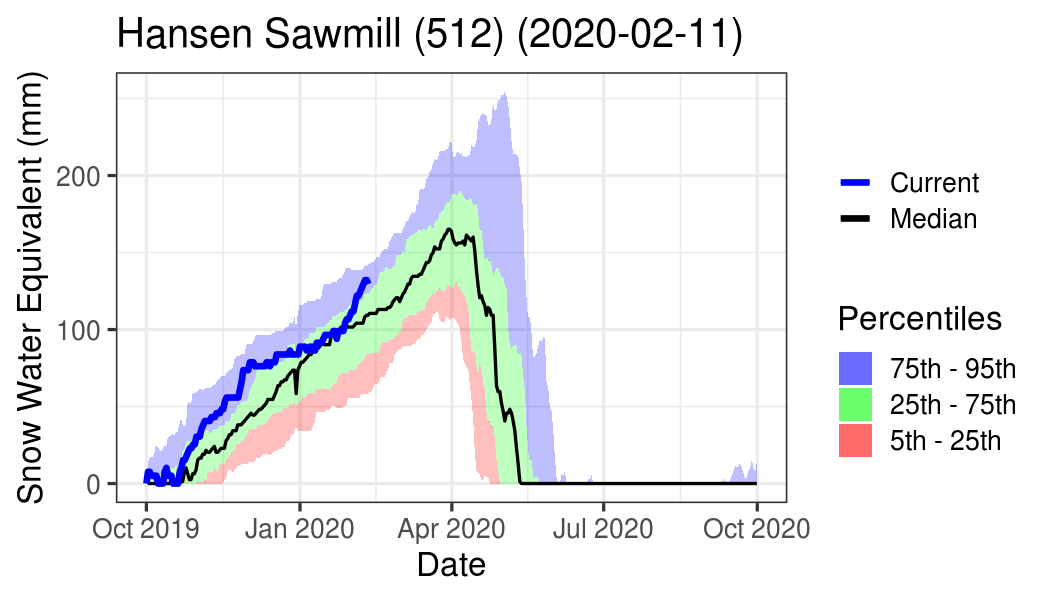 Hansen Sawmill (512) (2020-02-11)
Snow Water Equivalent (mm)
200
100
0
Oct 2019 Jan 2020 Apr 2020 Jul 2020 Oct 2020
Date
Current
Median
Percentiles
75th - 95th
25th - 75th
5th - 25th